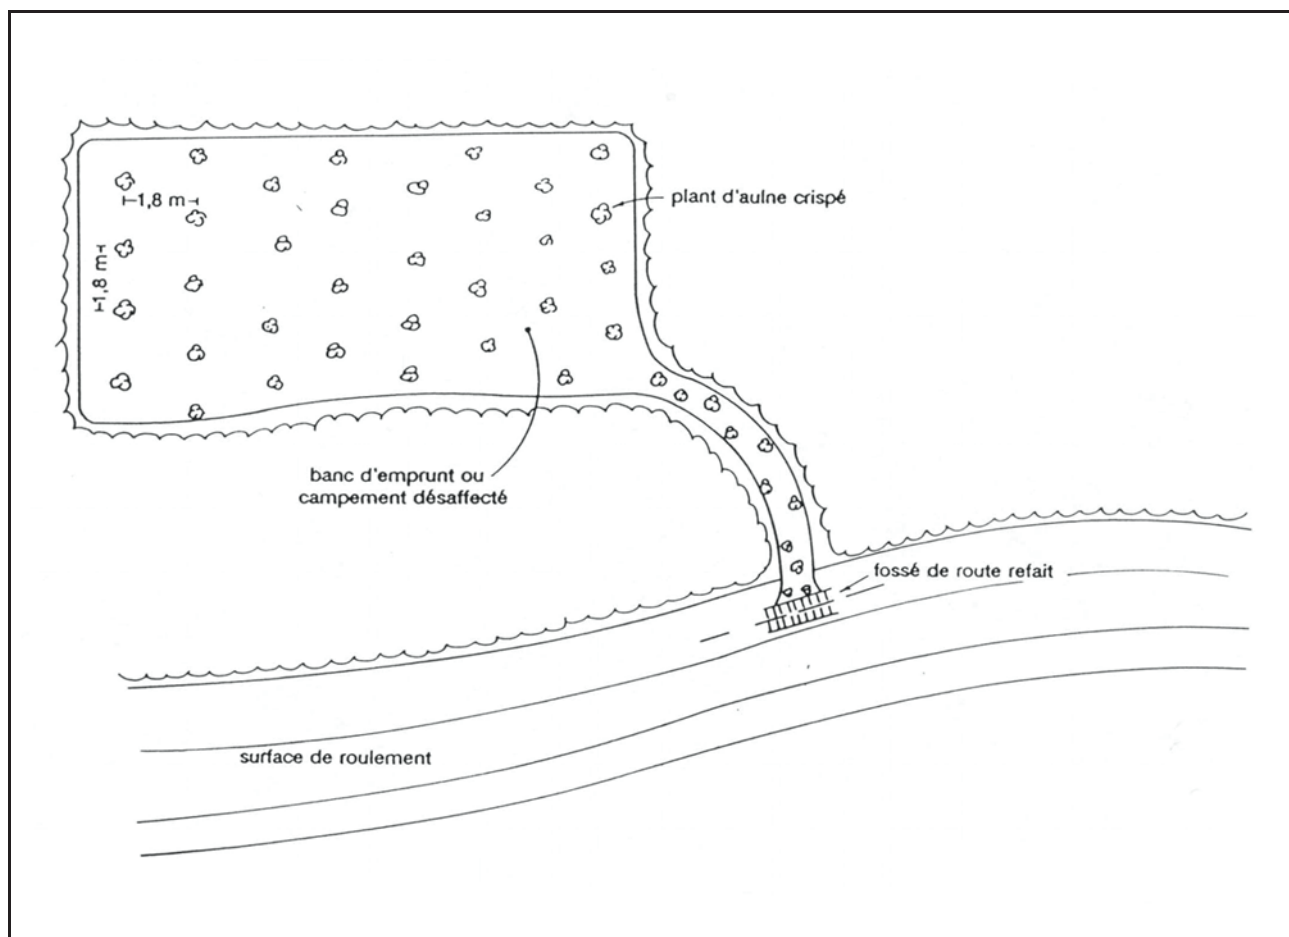 plant d'aulne crispé
1,8 m
1,8 m
banc d'emprunt ou
campement désaffecté
fossé de route refait
surface de roulement